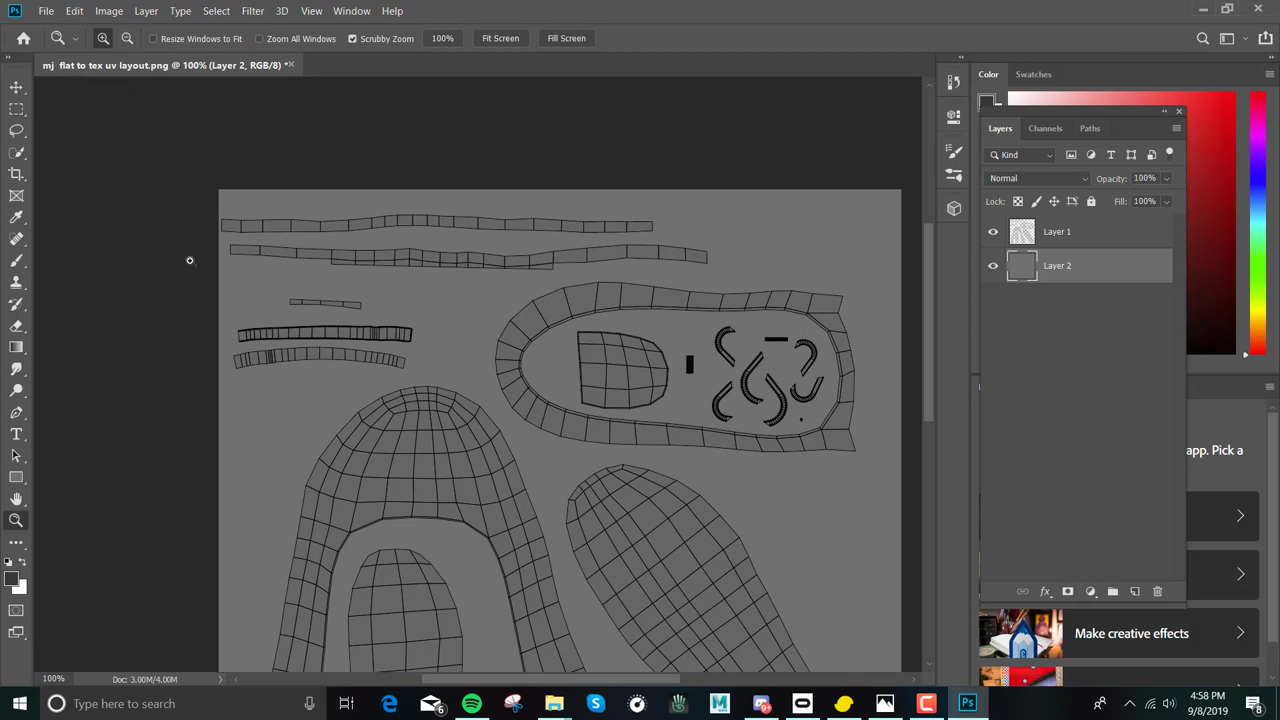 Ps File Edit Image Layer Type Select Filter 3D View Window Help
Resize Windows to Fit Zoom All Windows Scrubby Zoom 100% Fit Screen Fill Screen
mj flat to tex uv layout.png @ 100% (Layer 2, RGB/8) *
Color Swatches
Layers Channels Paths
Kind
Normal Opacity: 100%
Lock: Fill: 100%
Layer 1
Layer 2
app. Pick a
fx
Make creative effects
100% Doc: 3.00M/4.00M
Type here to search
Ps
4:58 PM
9/8/2019